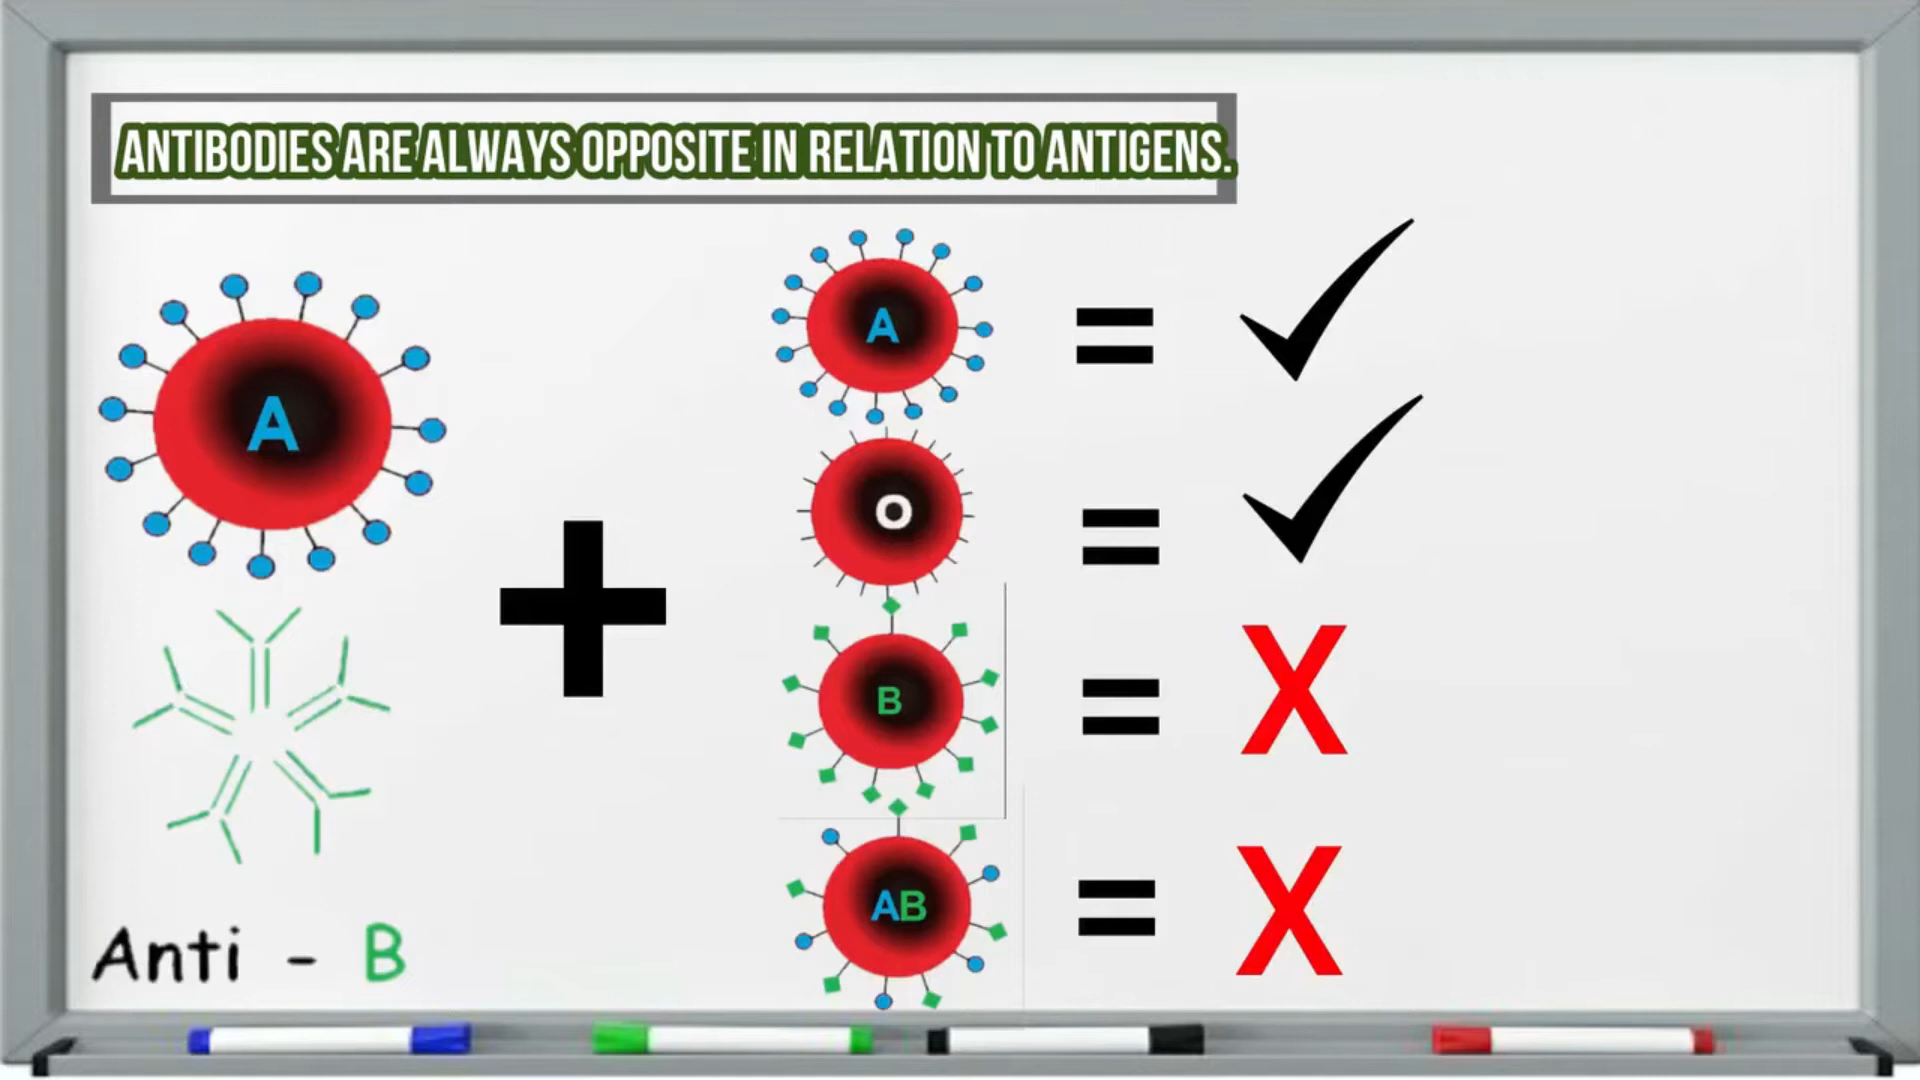 ANTIBODIES ARE ALWAYS OPPOSITE IN RELATION TO ANTIGENS.
A
A
=
O
=
+
B
=
X
AB
=
X
Anti - B